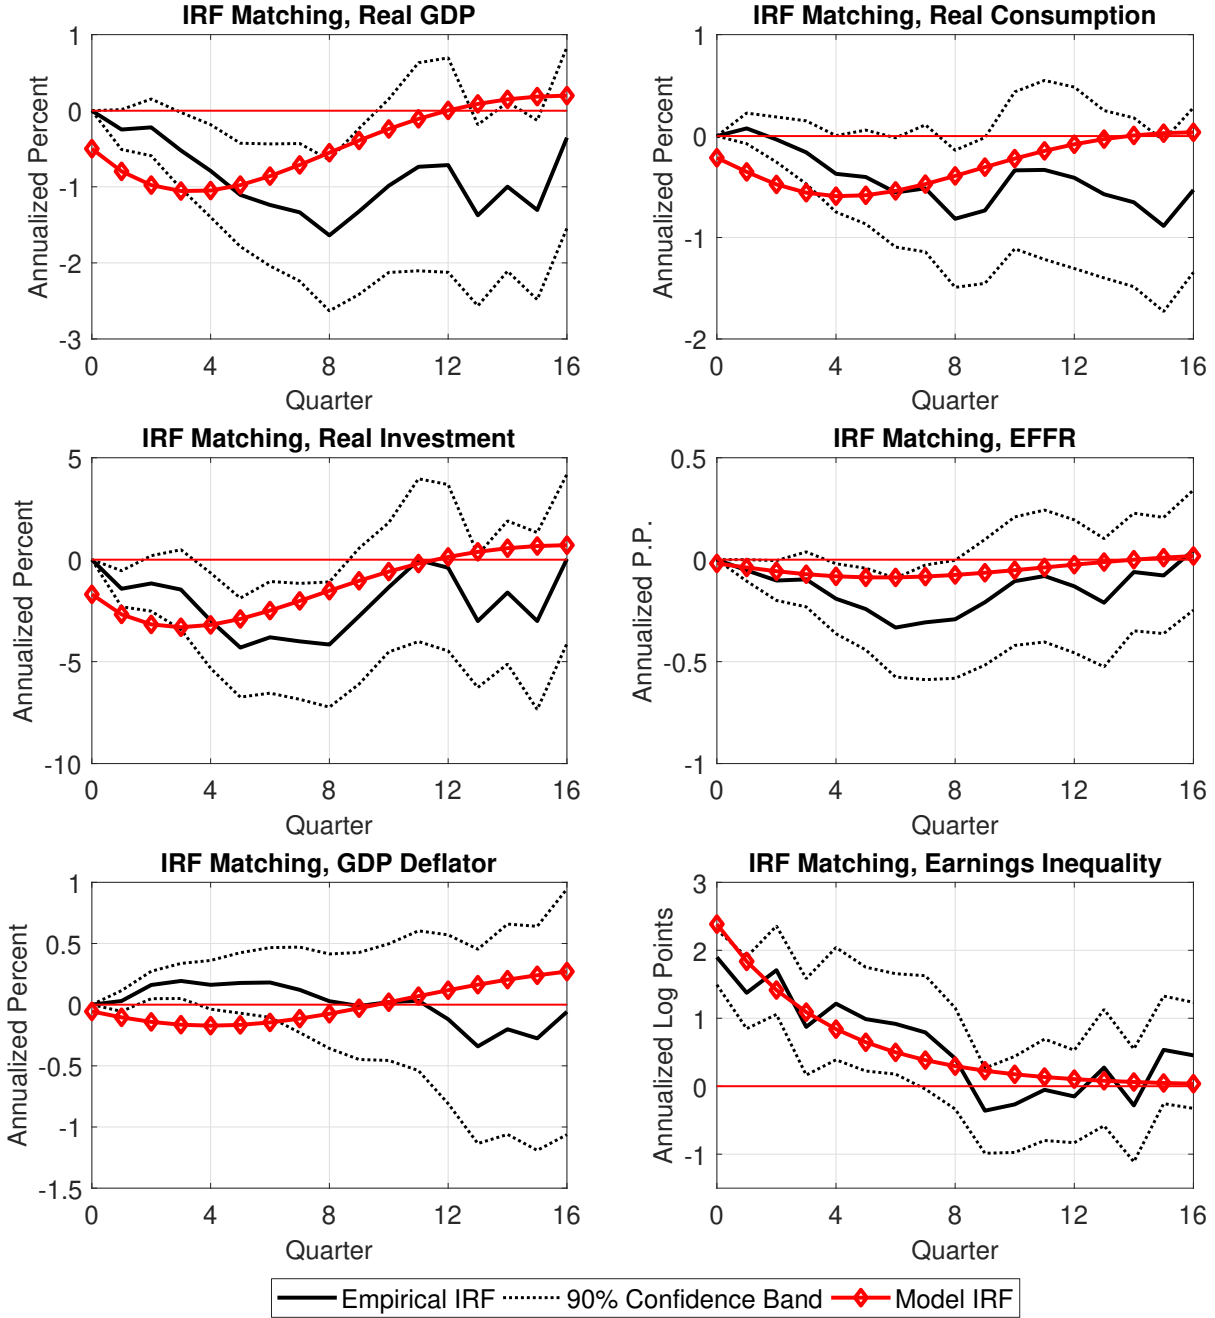 IRF Matching, Real GDP
1
0
-1
-2
-3
Annualized Percent
0 4 8 12 16
Quarter
IRF Matching, Real Consumption
1
0
-1
-2
Annualized Percent
0 4 8 12 16
Quarter
IRF Matching, Real Investment
5
0
-5
-10
Annualized Percent
0 4 8 12 16
Quarter
IRF Matching, EFFR
0.5
0
-0.5
-1
Annualized P.P.
0 4 8 12 16
Quarter
IRF Matching, GDP Deflator
1
0.5
0
-0.5
-1
-1.5
Annualized Percent
0 4 8 12 16
Quarter
IRF Matching, Earnings Inequality
3
2
1
0
-1
Annualized Log Points
0 4 8 12 16
Quarter
Empirical IRF 90% Confidence Band Model IRF